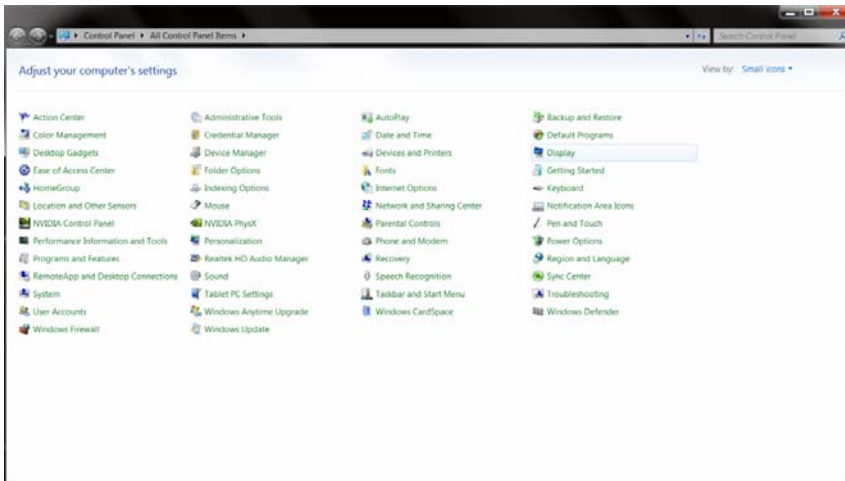 Control Panel ▸ All Control Panel Items ▸ Search Control Panel
Adjust your computer's settings View by: Small icons
Action Center Administrative Tools AutoPlay Backup and Restore
Color Management Credential Manager Date and Time Default Programs
Desktop Gadgets Device Manager Devices and Printers Display
Ease of Access Center Folder Options Fonts Getting Started
HomeGroup Indexing Options Internet Options Keyboard
Location and Other Sensors Mouse Network and Sharing Center Notification Area Icons
NVIDIA Control Panel NVIDIA PhysX Parental Controls Pen and Touch
Performance Information and Tools Personalization Phone and Modem Power Options
Programs and Features Realtek HD Audio Manager Recovery Region and Language
RemoteApp and Desktop Connections Sound Speech Recognition Sync Center
System Tablet PC Settings Taskbar and Start Menu Troubleshooting
User Accounts Windows Anytime Upgrade Windows CardSpace Windows Defender
Windows Firewall Windows Update